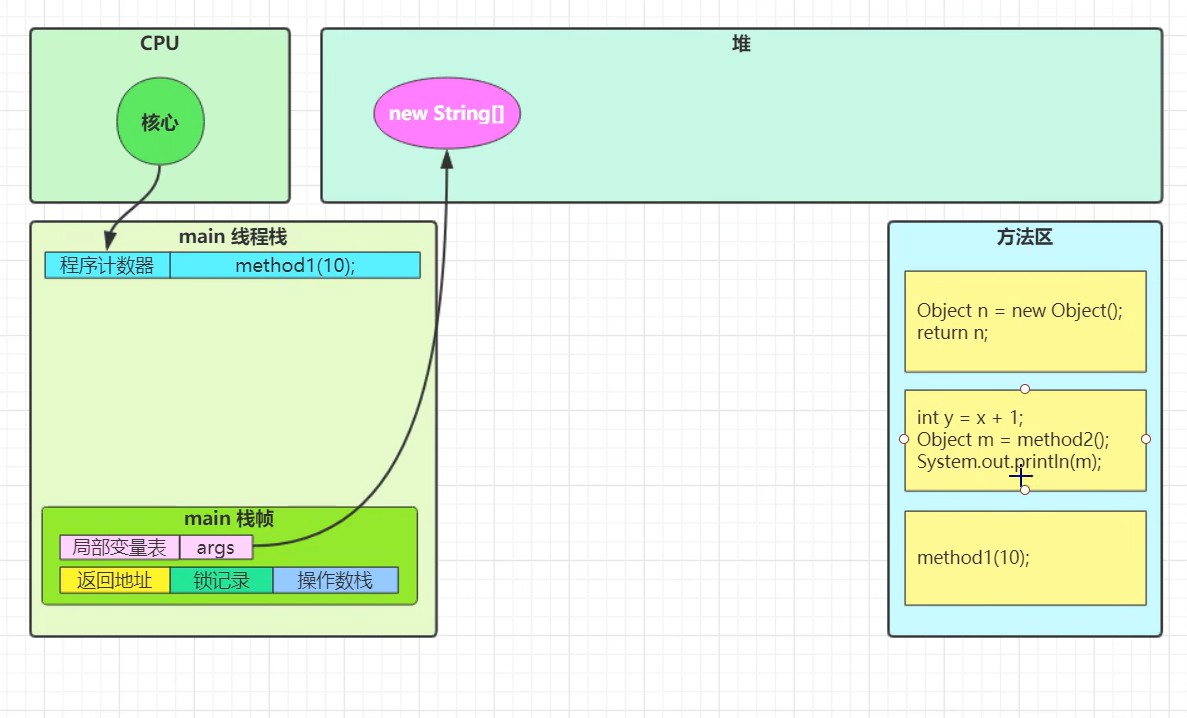 CPU
核心
堆
new String[]
main 线程栈
程序计数器
method1(10);
main 栈帧
局部变量表
args
返回地址
锁记录
操作数栈
方法区
Object n = new Object();
return n;
int y = x + 1;
Object m = method2();
System.out.println(m);
method1(10);